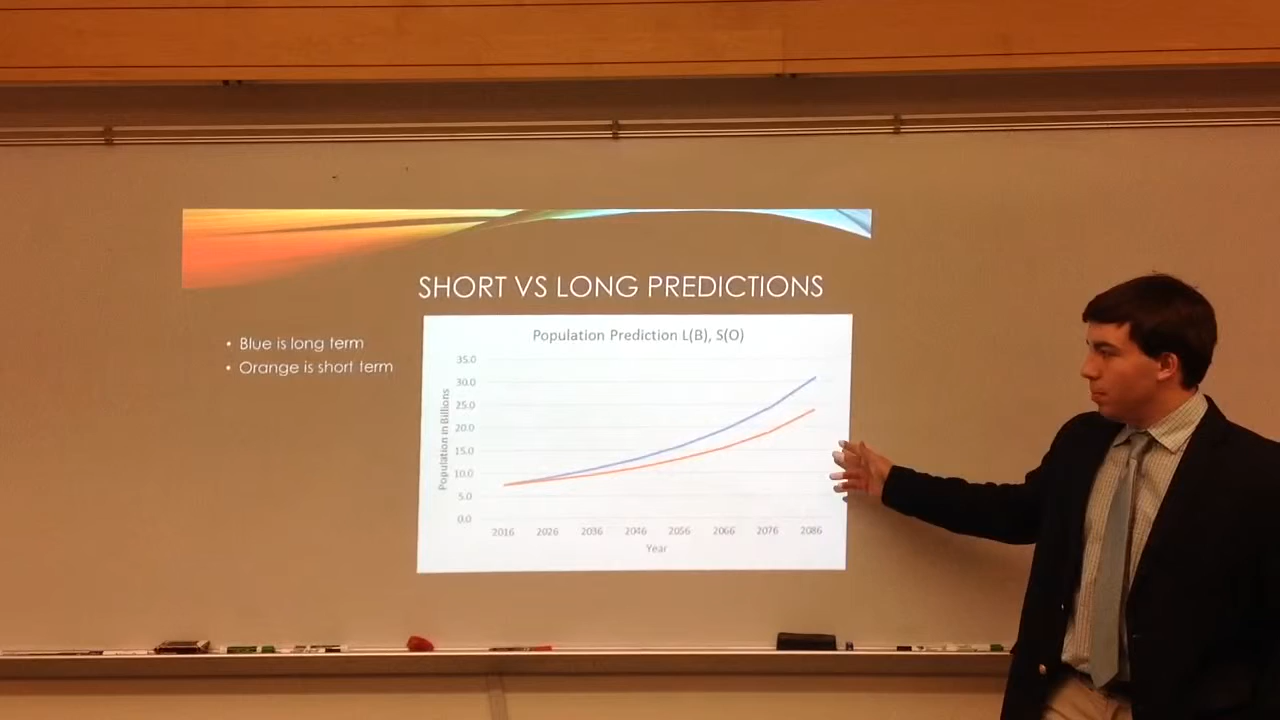 SHORT VS LONG PREDICTIONS
• Blue is long term
• Orange is short term
Population Prediction L(B), S(O)
Population in Billions
35.0
30.0
25.0
20.0
15.0
10.0
5.0
0.0
2016 2026 2036 2046 2056 2066 2076 2086
Year